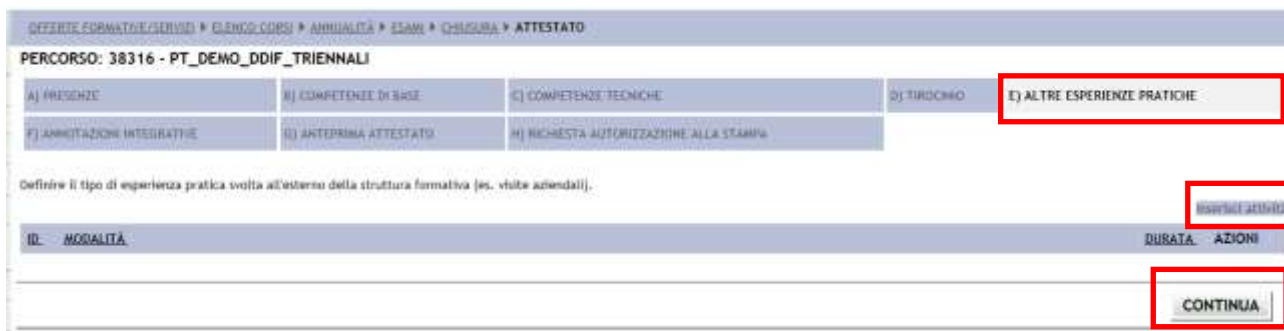 OFFERTE FORMATIVE/SERVIZI ▸ ELENCO CORSI ▸ ANNUALITÀ ▸ ESAMI ▸ CHIUSURA ▸ ATTESTATO
PERCORSO: 38316 - PT_DEMO_DDIF_TRIENNALI
A) PRESENZE B) COMPETENZE DI BASE C) COMPETENZE TECNICHE D) TIROCINIO E) ALTRE ESPERIENZE PRATICHE
F) ANNOTAZIONI INTEGRATIVE G) ANTEPRIMA ATTESTATO H) RICHIESTA AUTORIZZAZIONE ALLA STAMPA
Definire il tipo di esperienza pratica svolta all'esterno della struttura formativa (es. visite aziendali).
Inserisci attivit
ID MODALITÀ DURATA AZIONI
CONTINUA